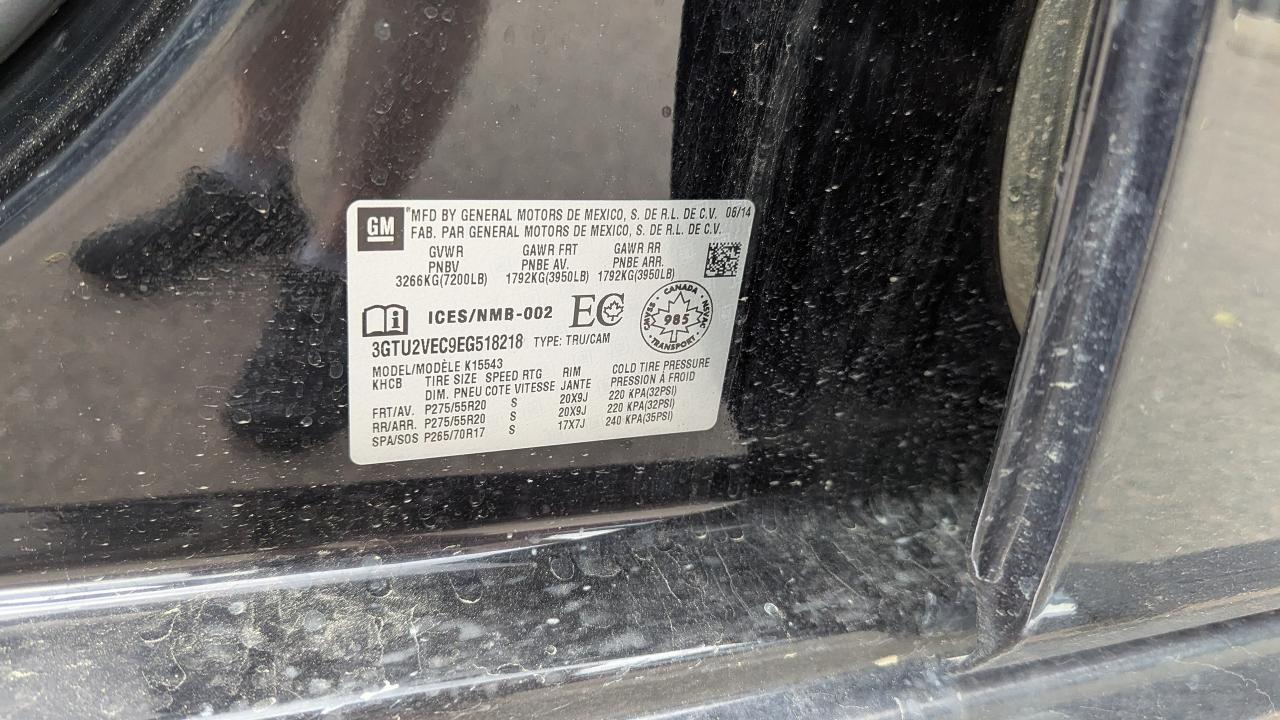 GM
*MFD BY GENERAL MOTORS DE MEXICO, S. DE R.L. DE C.V. 06/14
FAB. PAR GENERAL MOTORS DE MEXICO, S. DE R.L. DE C.V.
GVWR GAWR FRT GAWR RR
PNBV PNBE AV. PNBE ARR.
3266KG(7200LB) 1792KG(3950LB) 1792KG(3950LB)
i ICES/NMB-002 EC
CANADA NSVAC TRANSPORT CMVSS 985
3GTU2VEC9EG518218 TYPE: TRU/CAM
MODEL/MODÈLE K15543
KHCB TIRE SIZE SPEED RTG RIM COLD TIRE PRESSURE
DIM. PNEU COTE VITESSE JANTE PRESSION À FROID
FRT/AV. P275/55R20 S 20X9J 220 KPA(32PSI)
RR/ARR. P275/55R20 S 20X9J 220 KPA(32PSI)
SPA/SOS P265/70R17 S 17X7J 240 KPA(35PSI)